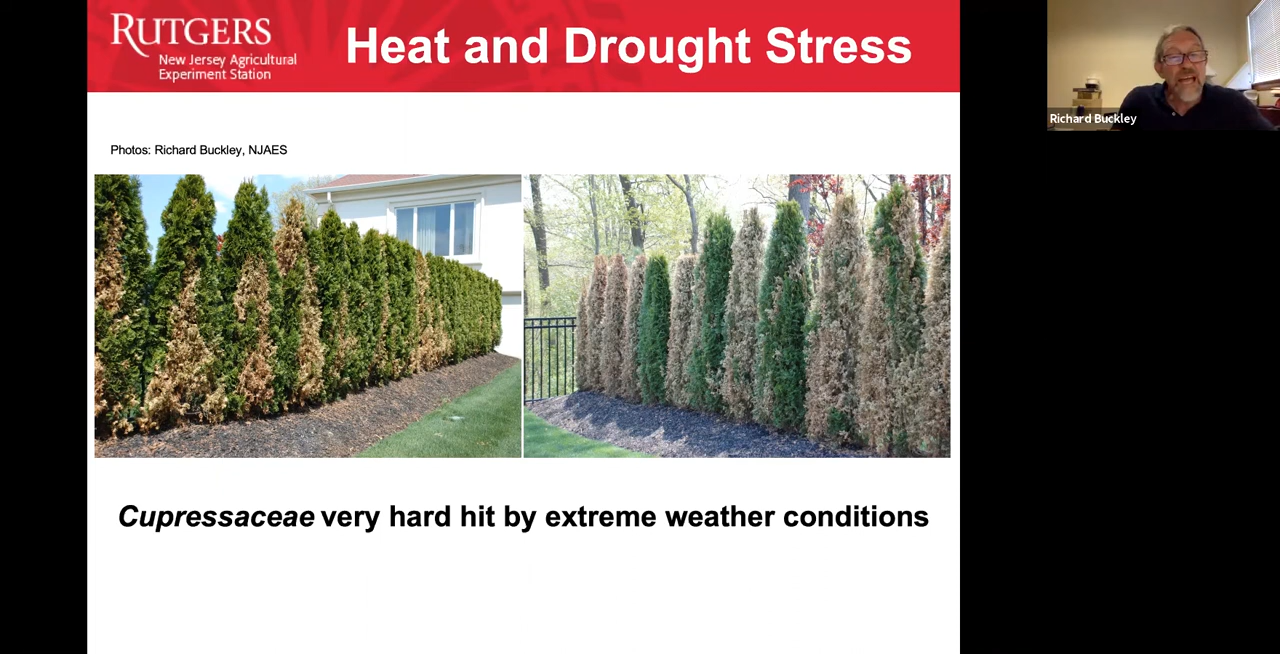 RUTGERS
New Jersey Agricultural
Experiment Station
Heat and Drought Stress
Richard Buckley
Photos: Richard Buckley, NJAES
Cupressaceae very hard hit by extreme weather conditions